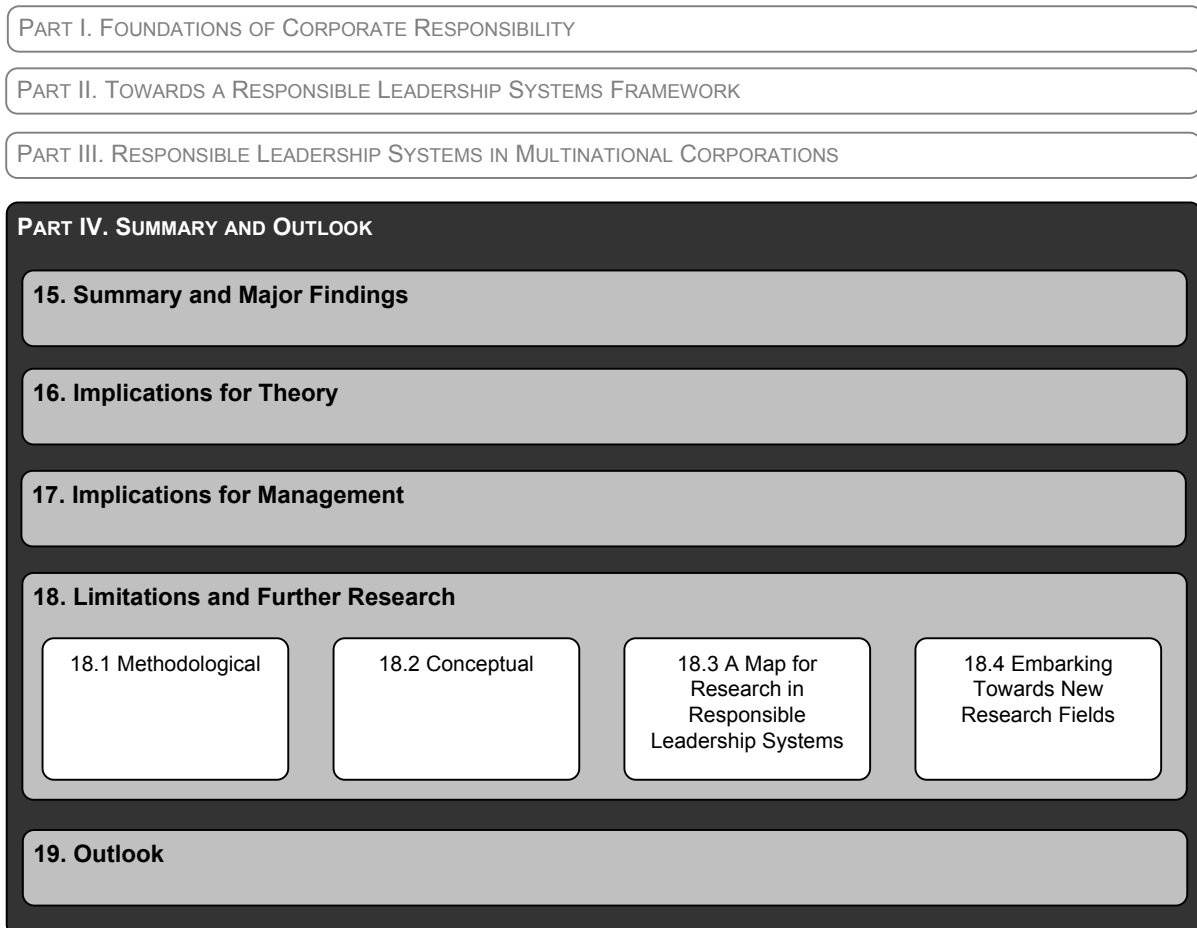 PART I. FOUNDATIONS OF CORPORATE RESPONSIBILITY
PART II. TOWARDS A RESPONSIBLE LEADERSHIP SYSTEMS FRAMEWORK
PART III. RESPONSIBLE LEADERSHIP SYSTEMS IN MULTINATIONAL CORPORATIONS
PART IV. SUMMARY AND OUTLOOK
15. Summary and Major Findings
16. Implications for Theory
17. Implications for Management
18. Limitations and Further Research
18.1 Methodological
18.2 Conceptual
18.3 A Map for
Research in
Responsible
Leadership Systems
18.4 Embarking
Towards New
Research Fields
19. Outlook